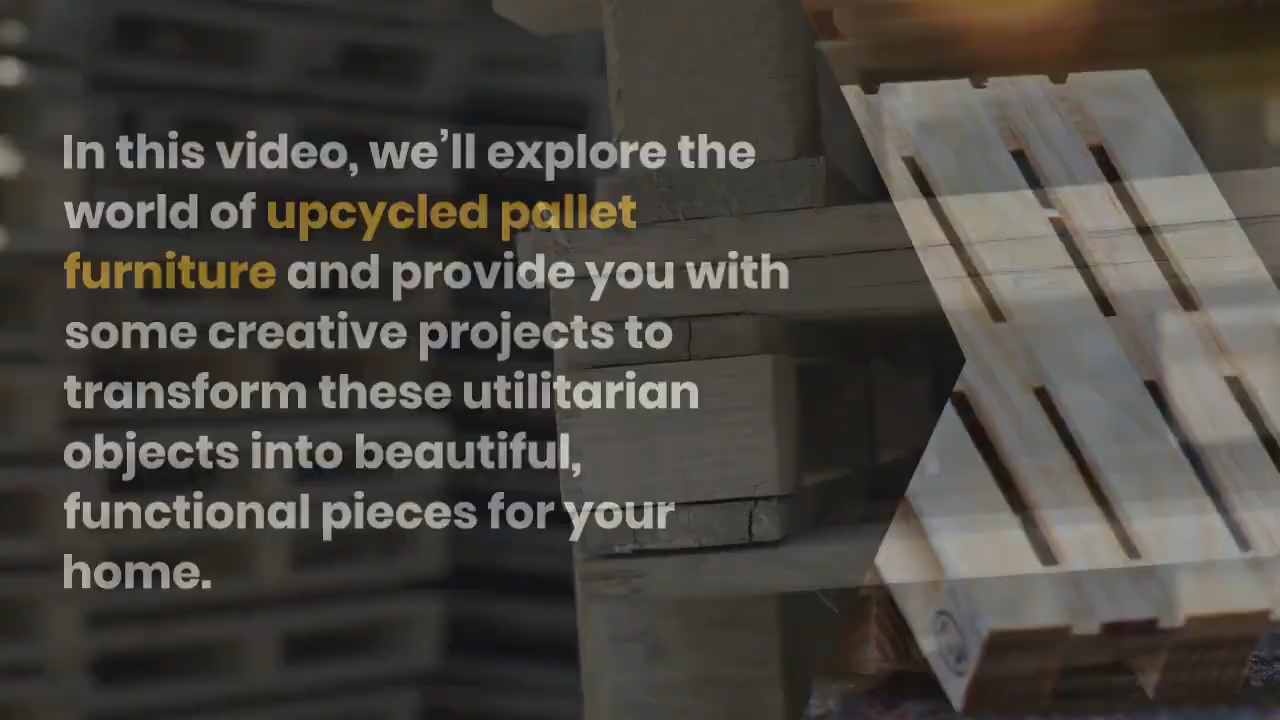 In this video, we’ll explore the
world of upcycled pallet
furniture and provide you with
some creative projects to
transform these utilitarian
objects into beautiful,
functional pieces for your
home.